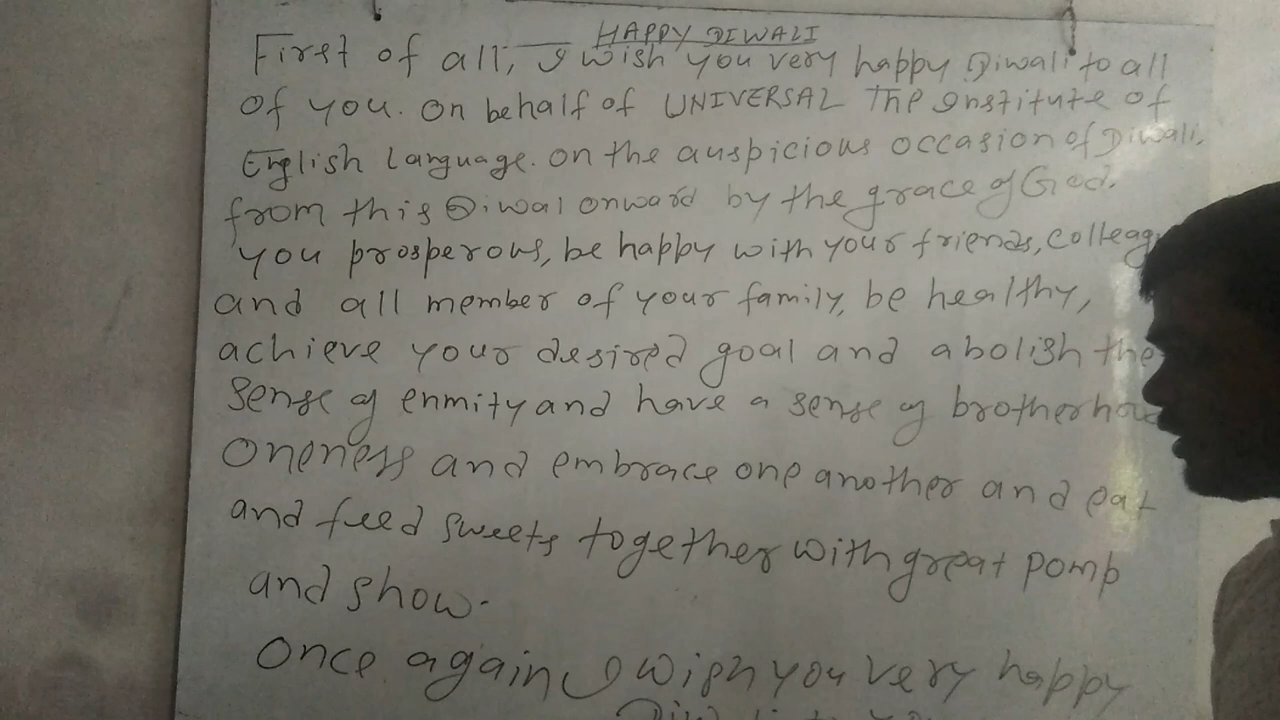 HAPPY DIWALI
First of all, I wish you very happy Diwali to all
of you. On behalf of UNIVERSAL The Institute of
English Language. on the auspicious occasion of Diwali.
from this Diwal onward by the grace of God.
you prosperous, be happy with your friends, colleag
and all member of your family, be healthy,
achieve your desired goal and abolish the
sense of enmity and have a sense of brotherhoo
Oneness and embrace one another and eat
and feed sweets together with great pomp
and show.
Once again I wish you very happy